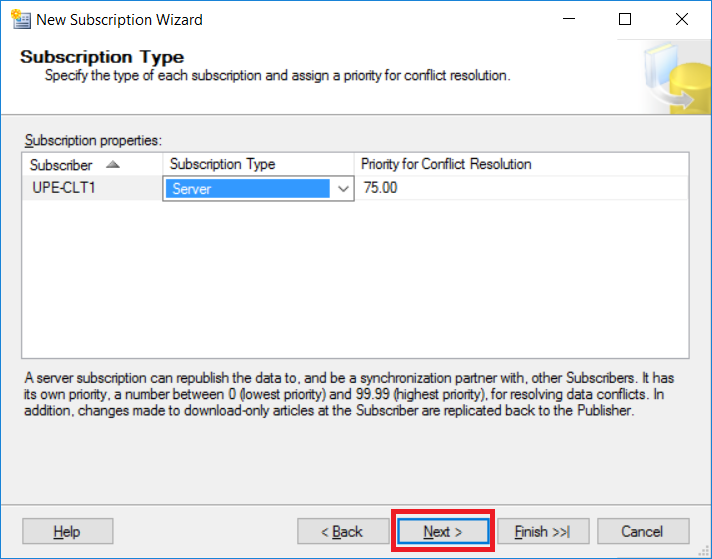 New Subscription Wizard
Subscription Type
Specify the type of each subscription and assign a priority for conflict resolution.
Subscription properties:
Subscriber Subscription Type Priority for Conflict Resolution
UPE-CLT1 Server 75.00
A server subscription can republish the data to, and be a synchronization partner with, other Subscribers. It has
its own priority, a number between 0 (lowest priority) and 99.99 (highest priority), for resolving data conflicts. In
addition, changes made to download-only articles at the Subscriber are replicated back to the Publisher.
Help < Back Next > Finish >>| Cancel